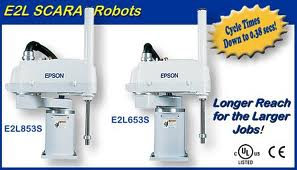 E2L SCARA Robots
Cycle Times
Down to 0.38 secs!
EPSON
EPSON
E2L853S
E2L653S
Longer Reach
for the Larger
Jobs!
UL
LISTED
CE